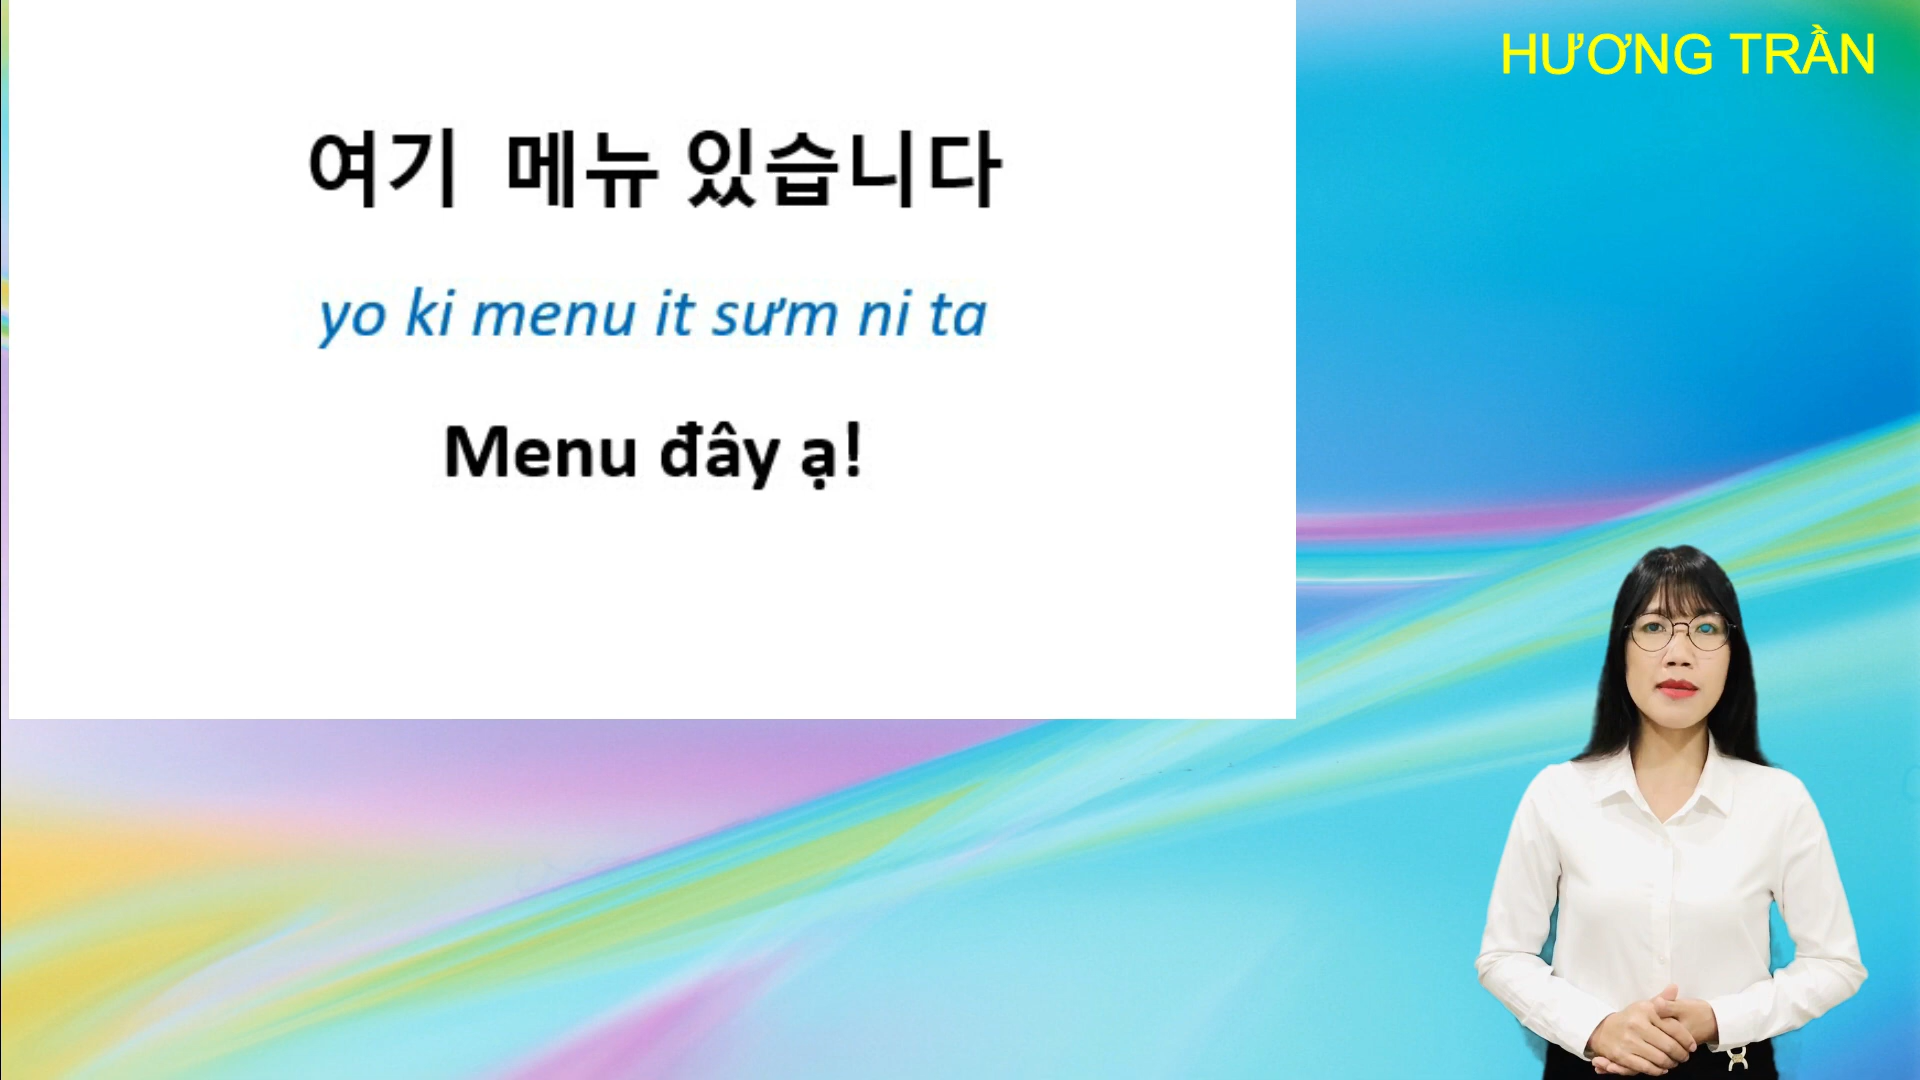 HƯƠNG TRẦN
여기 메뉴 있습니다
yo ki menu it sưm ni ta
Menu đây ạ!